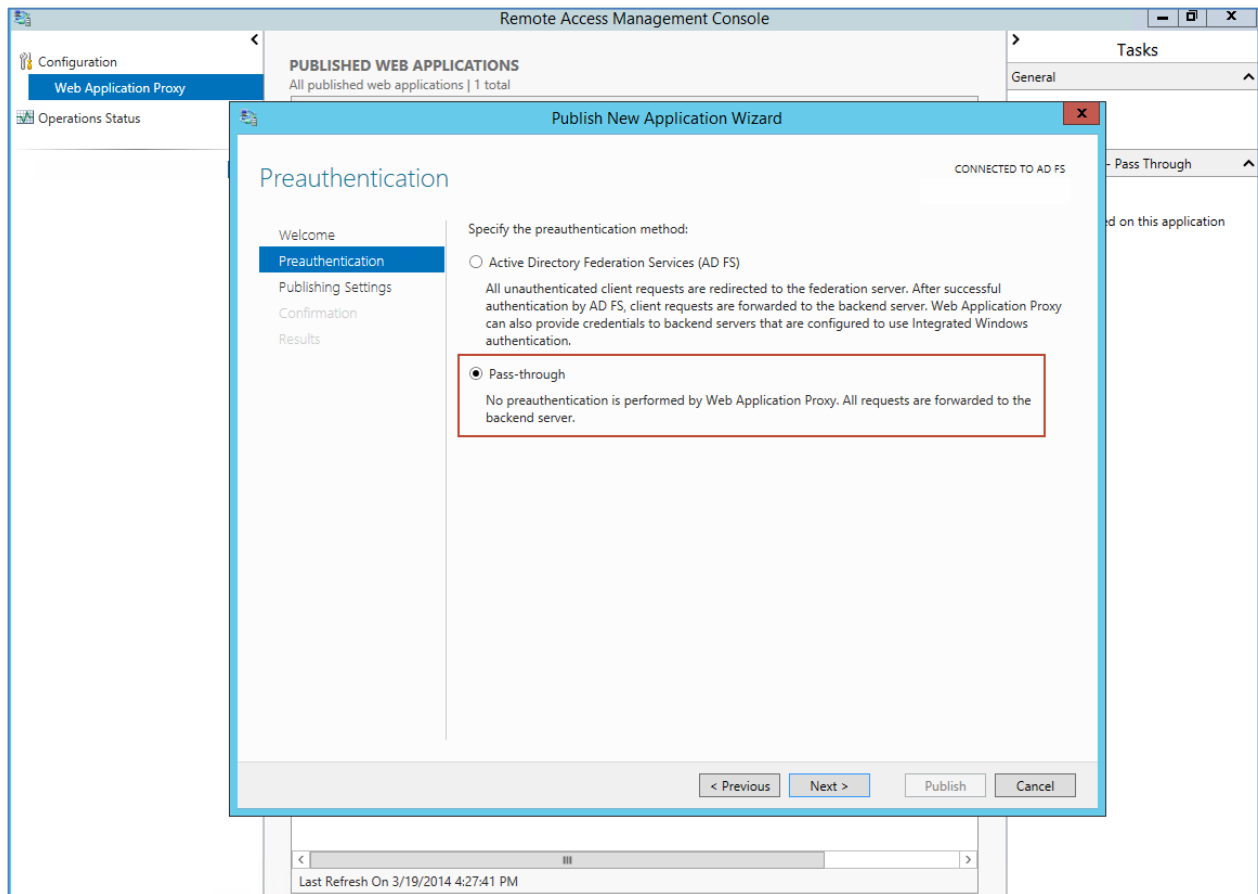 Remote Access Management Console
Configuration
Web Application Proxy
Operations Status
PUBLISHED WEB APPLICATIONS
All published web applications | 1 total
Tasks
General
- Pass Through
ed on this application
Publish New Application Wizard
Preauthentication
CONNECTED TO AD FS
Welcome
Preauthentication
Publishing Settings
Confirmation
Results
Specify the preauthentication method:
Active Directory Federation Services (AD FS)
All unauthenticated client requests are redirected to the federation server. After successful
authentication by AD FS, client requests are forwarded to the backend server. Web Application Proxy
can also provide credentials to backend servers that are configured to use Integrated Windows
authentication.
Pass-through
No preauthentication is performed by Web Application Proxy. All requests are forwarded to the
backend server.
< Previous
Next >
Publish
Cancel
Last Refresh On 3/19/2014 4:27:41 PM